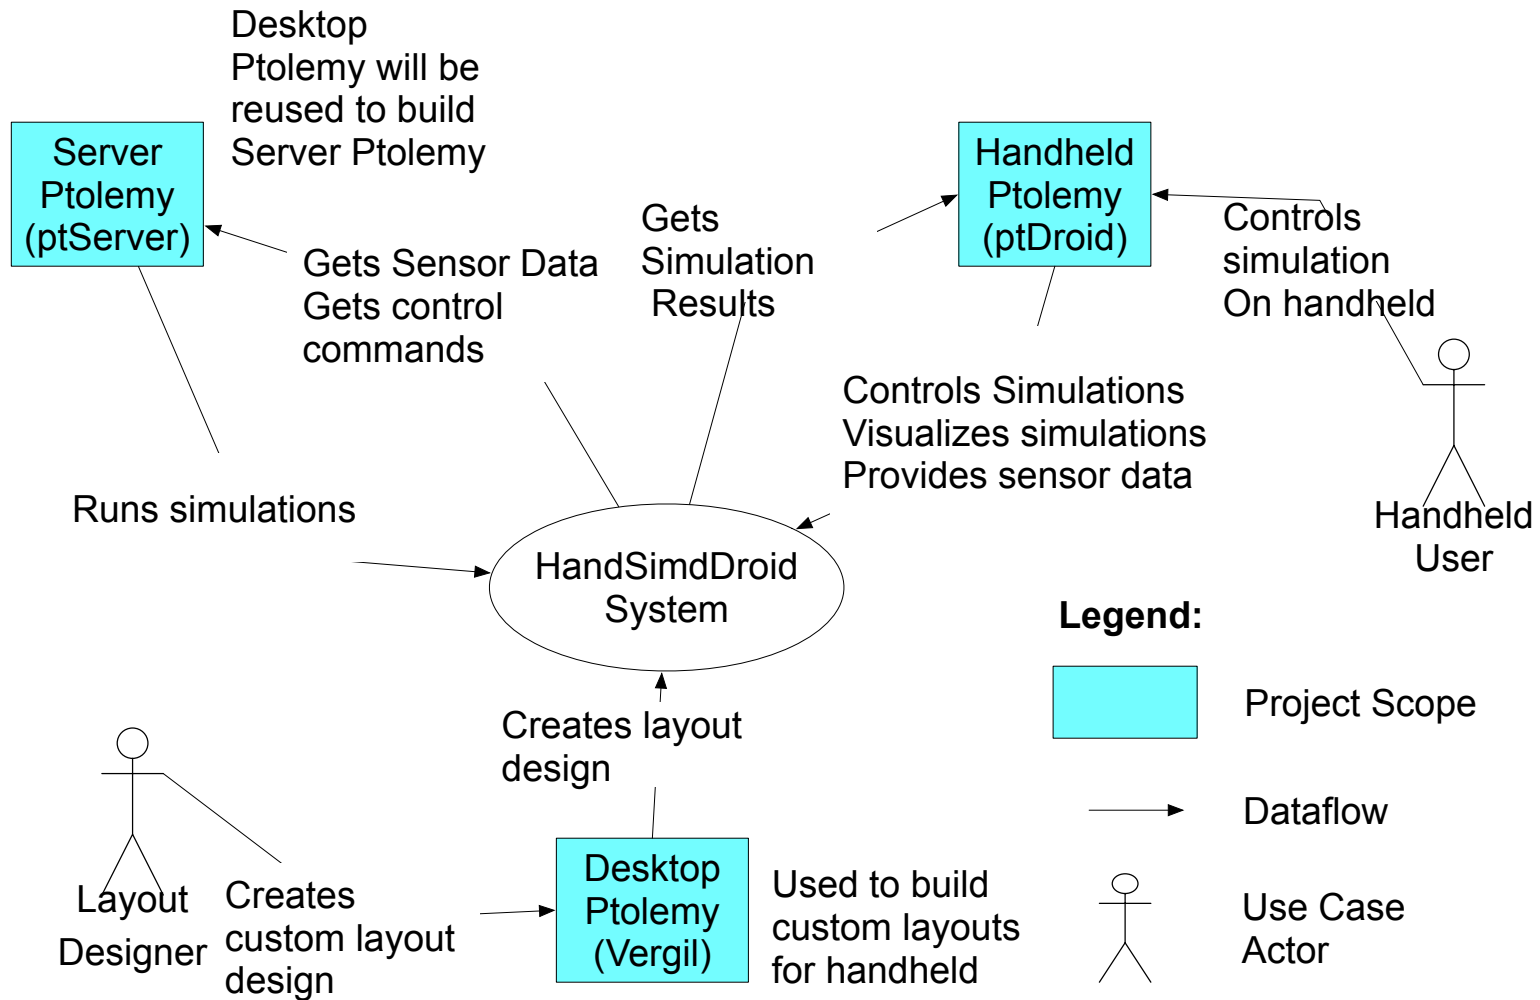 Desktop
Ptolemy will be
reused to build
Server Ptolemy
Server
Ptolemy
(ptServer)
Handheld
Ptolemy
(ptDroid)
Gets
Simulation
Results
Controls
simulation
On handheld
Gets Sensor Data
Gets control
commands
Controls Simulations
Visualizes simulations
Provides sensor data
Runs simulations
Handheld
User
HandSimdDroid
System
Legend:
Project Scope
Creates layout
design
Dataflow
Layout
Designer
Creates
custom layout
design
Desktop
Ptolemy
(Vergil)
Used to build
custom layouts
for handheld
Use Case
Actor